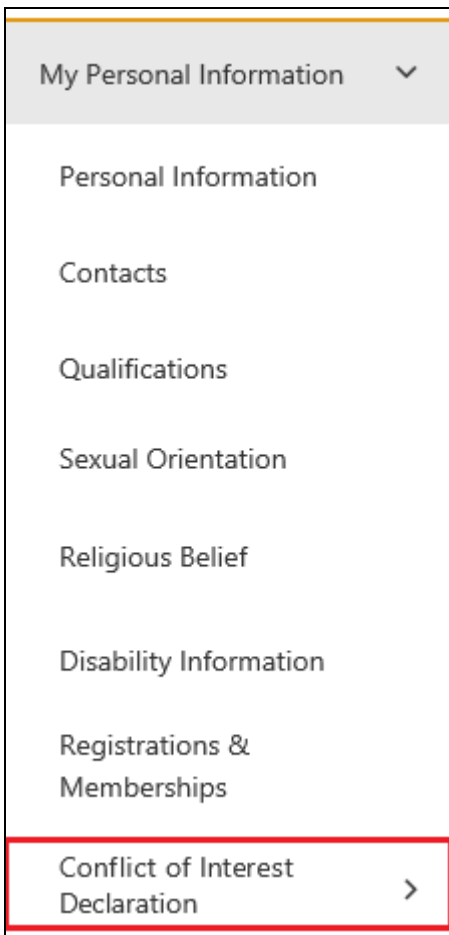 My Personal Information
Personal Information
Contacts
Qualifications
Sexual Orientation
Religious Belief
Disability Information
Registrations &
Memberships
Conflict of Interest
Declaration